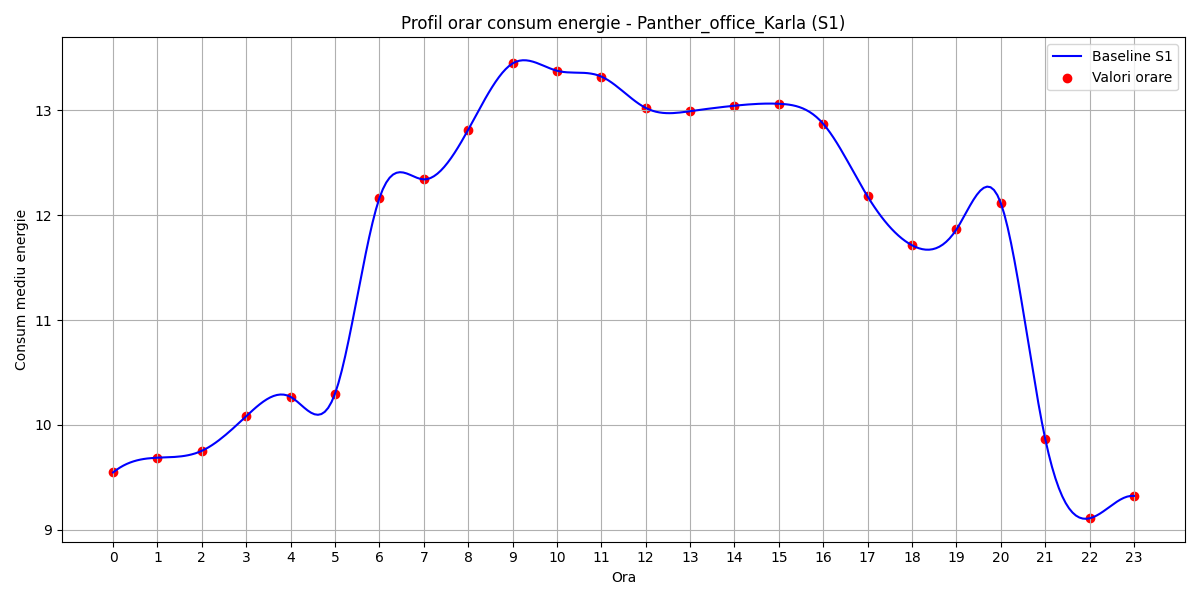 Profil orar consum energie - Panther_office_Karla (S1)
Baseline S1
Valori orare
Consum mediu energie
13
12
11
10
9
0 1 2 3 4 5 6 7 8 9 10 11 12 13 14 15 16 17 18 19 20 21 22 23
Ora